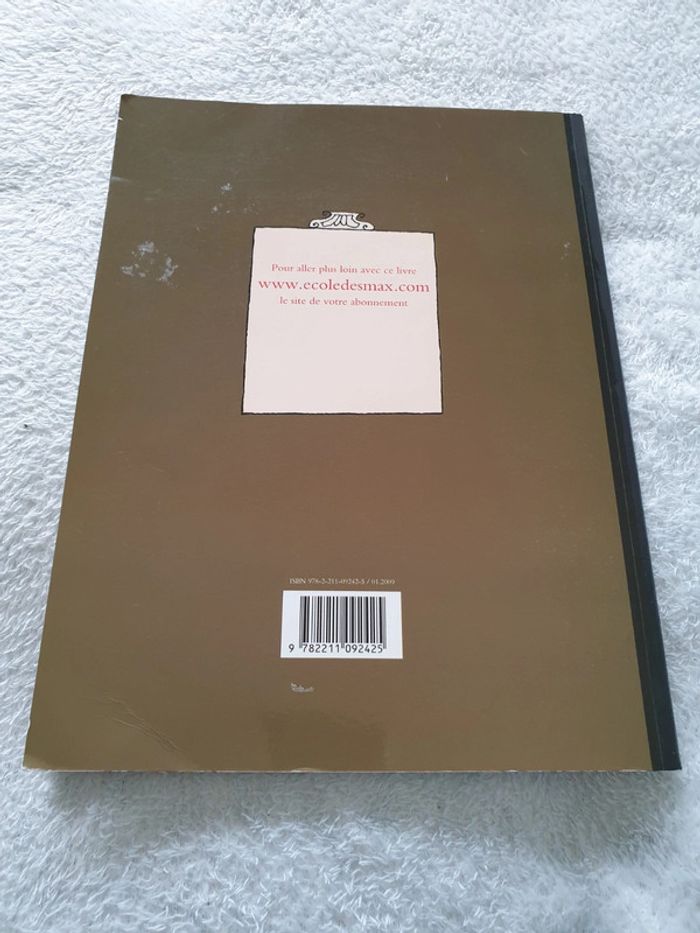 Pour aller plus loin avec ce livre
www.ecoledesmax.com
le site de votre abonnement
ISBN 978-2-211-09242-5 / 01.2009
9 782211 092425